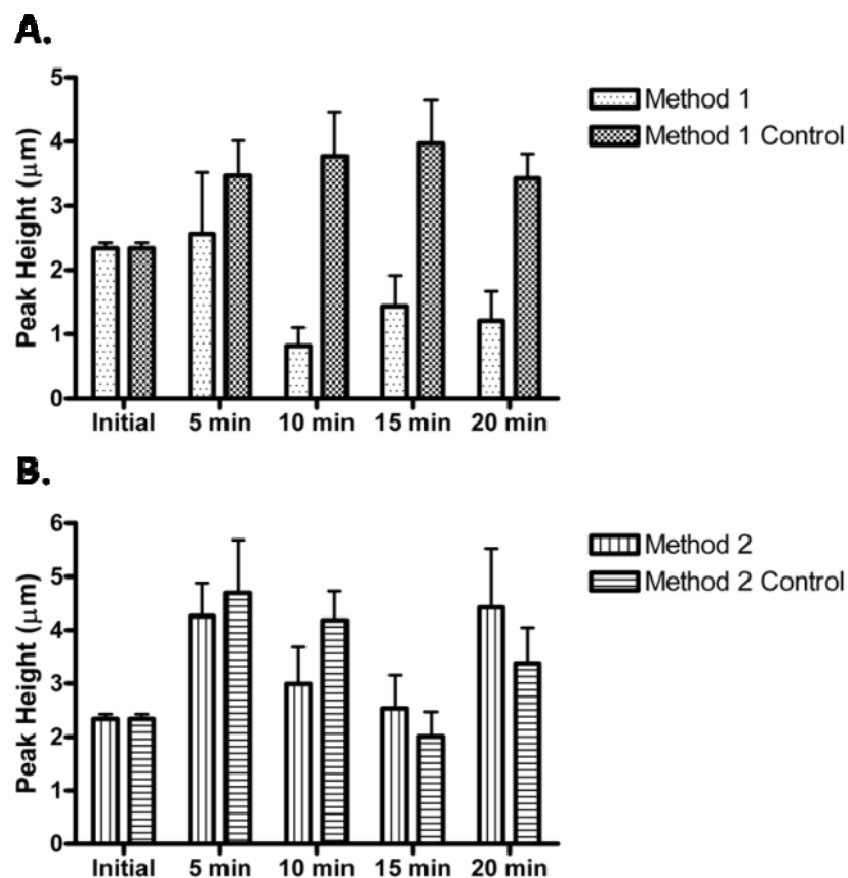 A.
5
4
3
2
1
0
Peak Height (μm)
Initial 5 min 10 min 15 min 20 min
Method 1
Method 1 Control
B.
6
5
4
3
2
1
0
Peak Height (μm)
Initial 5 min 10 min 15 min 20 min
Method 2
Method 2 Control